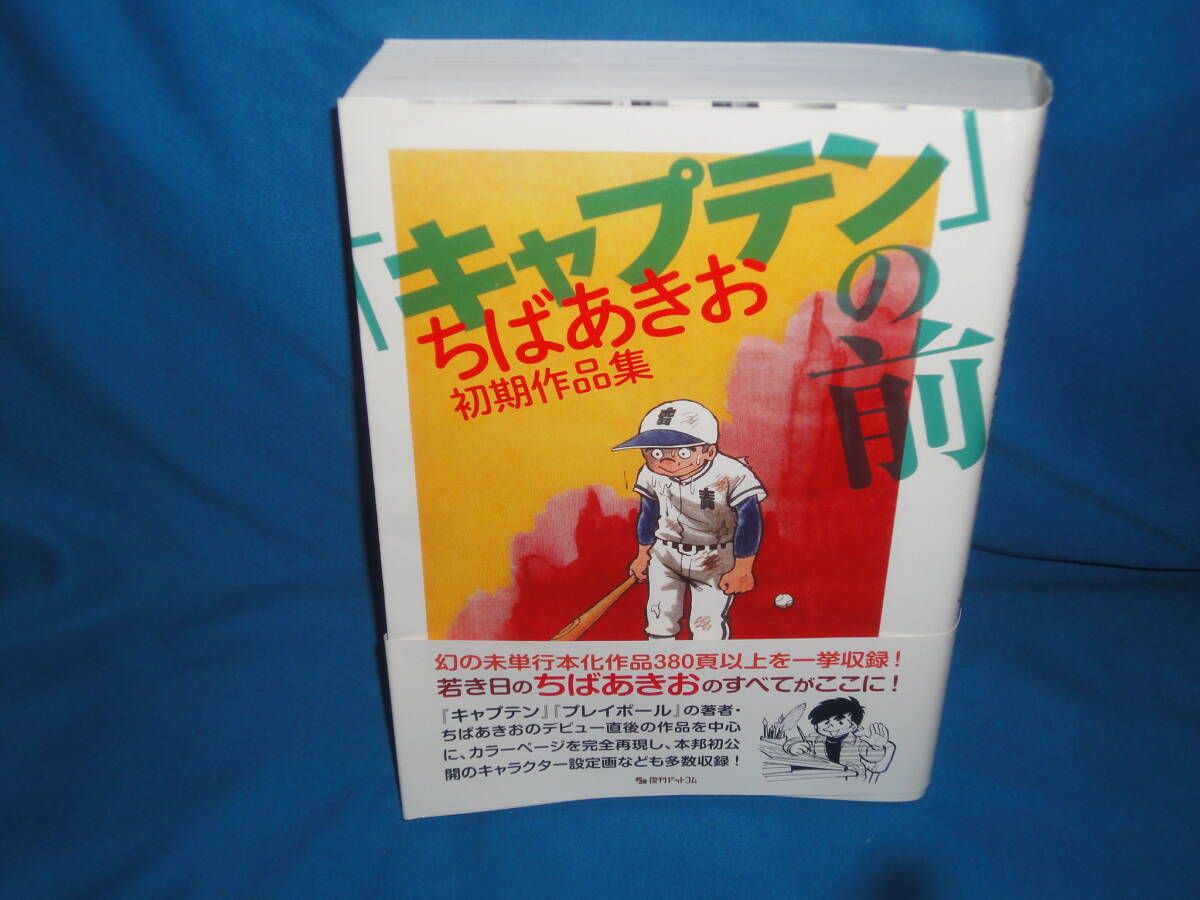 「キャプテン」の前
ちばあきお
初期作品集
青
青
幻の未単行本化作品380頁以上を一挙収録!
若き日のちばあきおのすべてがここに!
『キャプテン』『プレイボール』の著者・
ちばあきおのデビュー直後の作品を中心
に、カラーページを完全再現し、本邦初公
開のキャラクター設定画なども多数収録!
復刊ドットコム